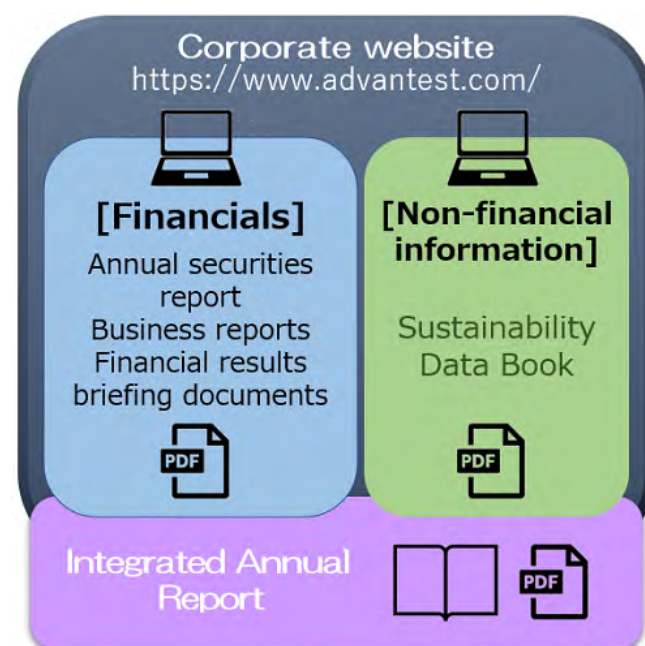 Corporate website
https://www.advantest.com/
[Financials]
Annual securities
report
Business reports
Financial results
briefing documents
PDF
[Non-financial
information]
Sustainability
Data Book
PDF
Integrated Annual
Report
PDF